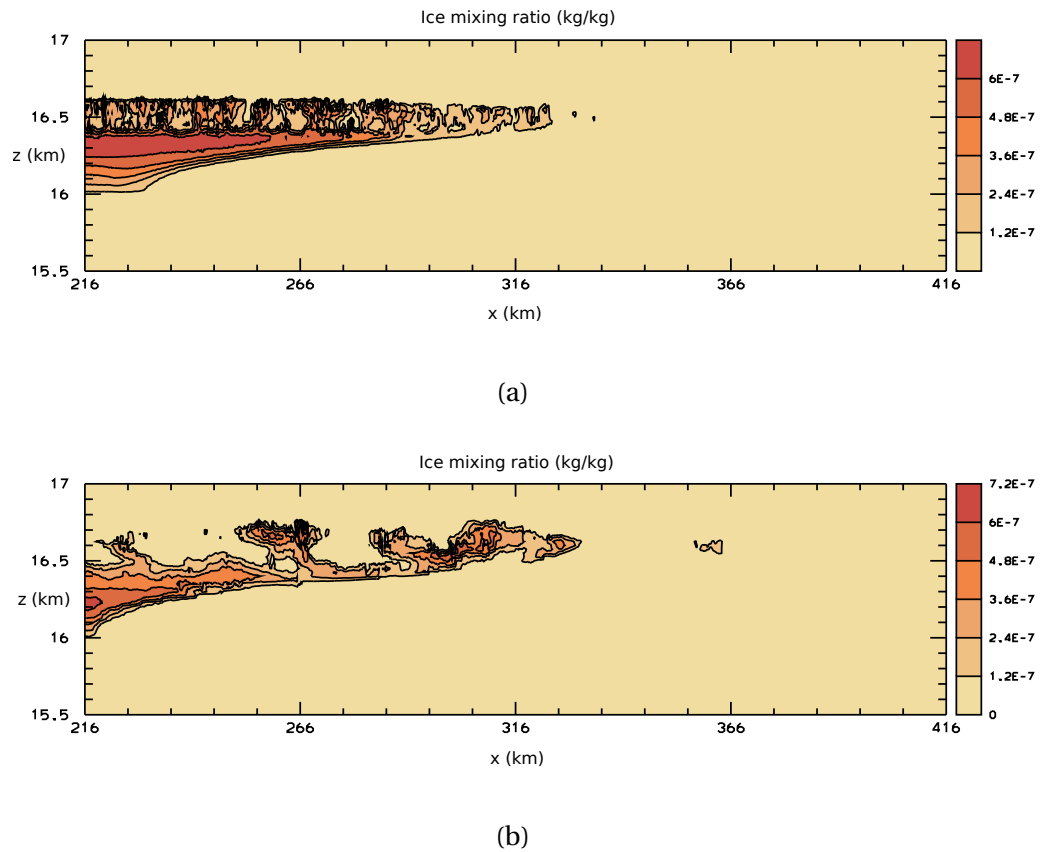 Ice mixing ratio (kg/kg)
17
16.5
z (km)
16
15.5
216 266 316 366 416
x (km)
6E-7
4.8E-7
3.6E-7
2.4E-7
1.2E-7
(a)
Ice mixing ratio (kg/kg)
17
16.5
z (km)
16
15.5
216 266 316 366 416
x (km)
7.2E-7
6E-7
4.8E-7
3.6E-7
2.4E-7
1.2E-7
0
(b)